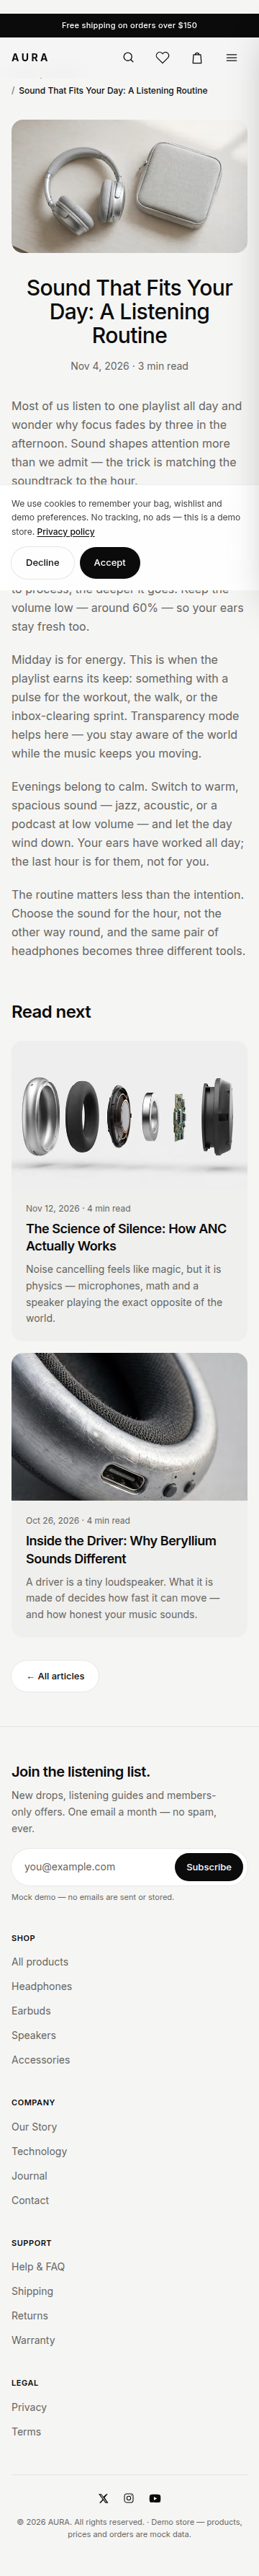 Free shipping on orders over $150
AURA
/ Sound That Fits Your Day: A Listening Routine
Sound That Fits Your
Day: A Listening
Routine
Nov 4, 2026 · 3 min read
Most of us listen to one playlist all day and
wonder why focus fades by three in the
afternoon. Sound shapes attention more
than we admit — the trick is matching the
soundtrack to the hour.
We use cookies to remember your bag, wishlist and
demo preferences. No tracking, no ads — this is a demo
store. Privacy policy
Decline
Accept
to process, the deeper it goes. Keep the
volume low — around 60% — so your ears
stay fresh too.
Midday is for energy. This is when the
playlist earns its keep: something with a
pulse for the workout, the walk, or the
inbox-clearing sprint. Transparency mode
helps here — you stay aware of the world
while the music keeps you moving.
Evenings belong to calm. Switch to warm,
spacious sound — jazz, acoustic, or a
podcast at low volume — and let the day
wind down. Your ears have worked all day;
the last hour is for them, not for you.
The routine matters less than the intention.
Choose the sound for the hour, not the
other way round, and the same pair of
headphones becomes three different tools.
Read next
Nov 12, 2026 · 4 min read
The Science of Silence: How ANC
Actually Works
Noise cancelling feels like magic, but it is
physics — microphones, math and a
speaker playing the exact opposite of the
world.
Oct 26, 2026 · 4 min read
Inside the Driver: Why Beryllium
Sounds Different
A driver is a tiny loudspeaker. What it is
made of decides how fast it can move —
and how honest your music sounds.
← All articles
Join the listening list.
New drops, listening guides and members-
only offers. One email a month — no spam,
ever.
you@example.com
Subscribe
Mock demo — no emails are sent or stored.
SHOP
All products
Headphones
Earbuds
Speakers
Accessories
COMPANY
Our Story
Technology
Journal
Contact
SUPPORT
Help & FAQ
Shipping
Returns
Warranty
LEGAL
Privacy
Terms
© 2026 AURA. All rights reserved. · Demo store — products,
prices and orders are mock data.